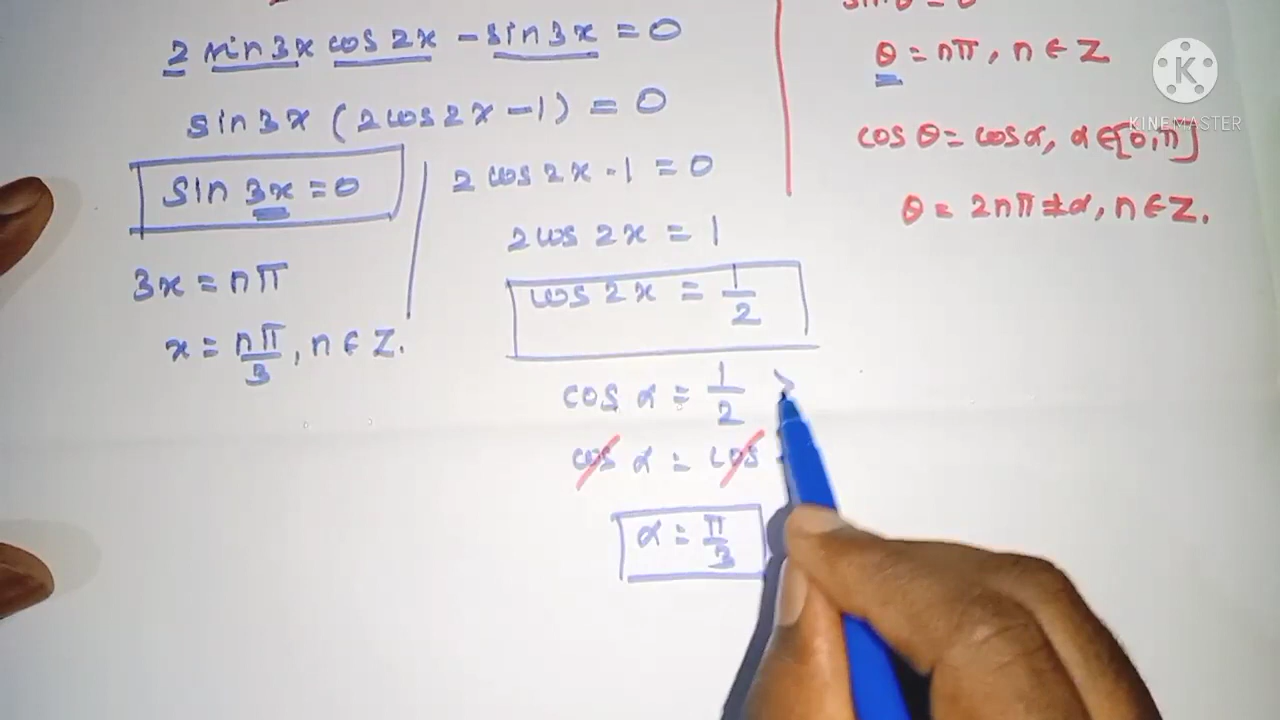 2 sin 3x cos 2x - sin 3x = 0
sin 3x (2 cos 2x - 1) = 0
sin 3x = 0
3x = nπ
x = nπ/3, n ∈ Z.
2 cos 2x - 1 = 0
2 cos 2x = 1
cos 2x = 1/2
cos α = 1/2 >
cos α = cos
α = π/3
sin θ = 0
θ = nπ, n ∈ Z
cos θ = cos α, α ∈ [0, π]
θ = 2nπ ± α, n ∈ Z.
K
KINEMASTER